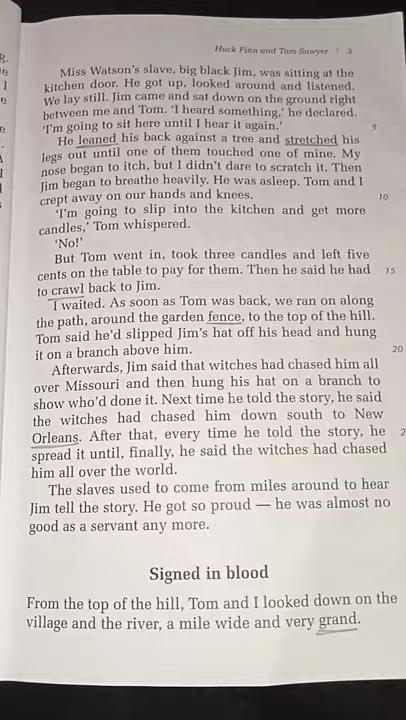 Huck Finn and Tom Sawyer | 3
Miss Watson's slave, big black Jim, was sitting at the
kitchen door. He got up, looked around and listened.
We lay still. Jim came and sat down on the ground right
between me and Tom. 'I heard something,' he declared.
'I'm going to sit here until I hear it again.' 5
He leaned his back against a tree and stretched his
legs out until one of them touched one of mine. My
nose began to itch, but I didn't dare to scratch it. Then
Jim began to breathe heavily. He was asleep. Tom and I
crept away on our hands and knees. 10
'I'm going to slip into the kitchen and get more
candles,' Tom whispered.
'No!'
But Tom went in, took three candles and left five
cents on the table to pay for them. Then he said he had 15
to crawl back to Jim.
I waited. As soon as Tom was back, we ran on along
the path, around the garden fence, to the top of the hill.
Tom said he'd slipped Jim's hat off his head and hung
it on a branch above him. 20
Afterwards, Jim said that witches had chased him all
over Missouri and then hung his hat on a branch to
show who'd done it. Next time he told the story, he said
the witches had chased him down south to New
Orleans. After that, every time he told the story, he 2
spread it until, finally, he said the witches had chased
him all over the world.
The slaves used to come from miles around to hear
Jim tell the story. He got so proud — he was almost no
good as a servant any more.
Signed in blood
From the top of the hill, Tom and I looked down on the
village and the river, a mile wide and very grand.